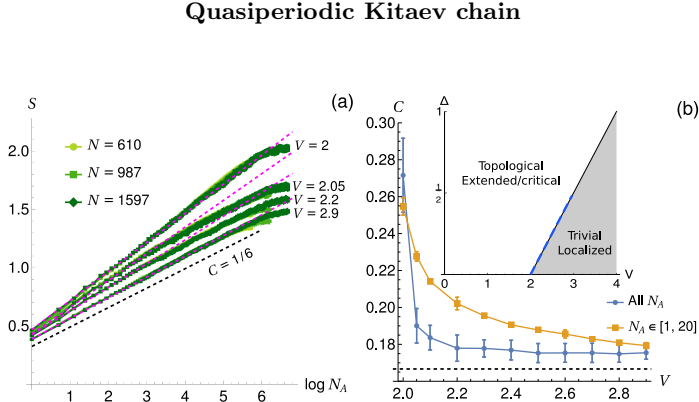 Quasiperiodic Kitaev chain
S
(a)
N = 610
N = 987
N = 1597
V = 2
V = 2.05
V = 2.2
V = 2.9
C = 1/6
2.0
1.5
1.0
0.5
1 2 3 4 5 6 log N_A
C
(b)
0.30
0.28
0.26
0.24
0.22
0.20
0.18
2.0 2.2 2.4 2.6 2.8 V
Δ
1
1/2
Topological
Extended/critical
Trivial
Localized
0 1 2 3 4 V
All N_A
N_A ∈ [1, 20]